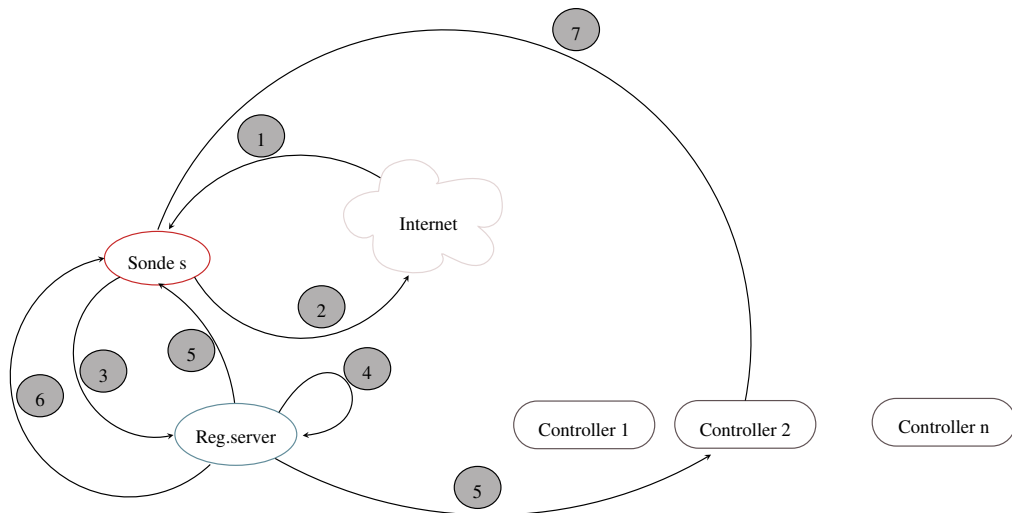 7
1
Internet
Sonde s
2
5
3
4
6
Reg.server
Controller 1
Controller 2
Controller n
5